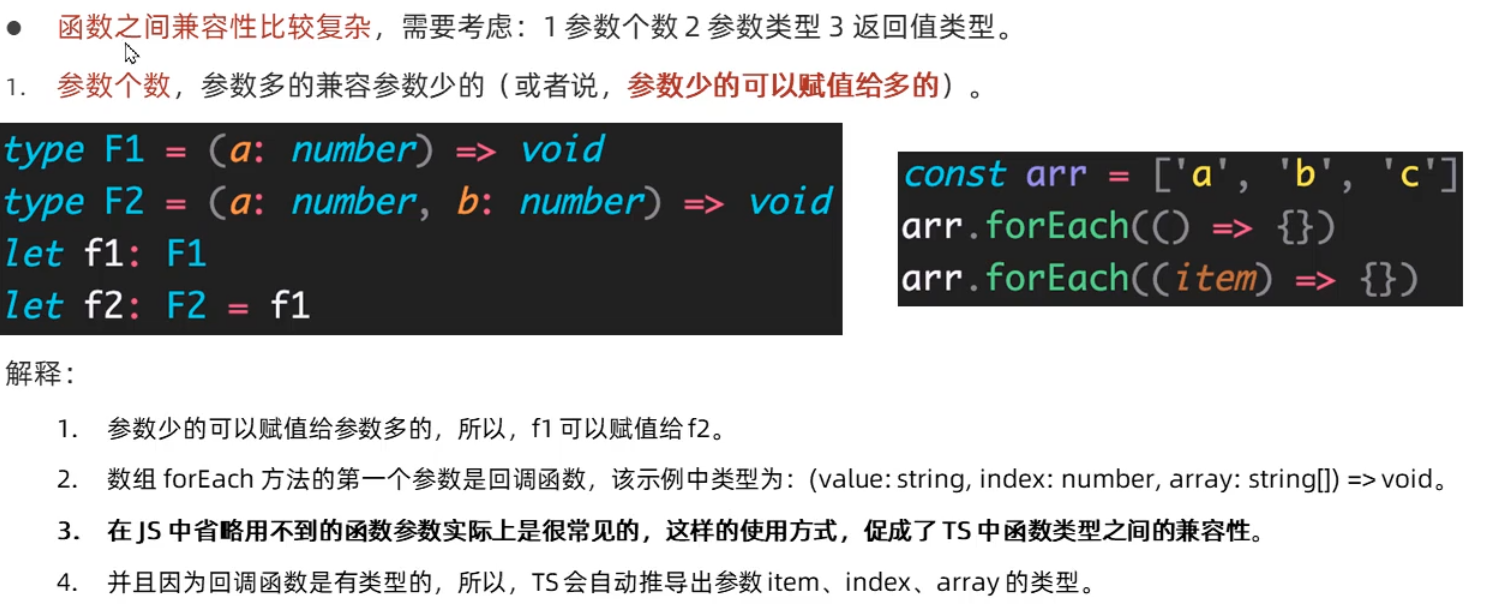 ● 函数之间兼容性比较复杂，需要考虑：1 参数个数 2 参数类型 3 返回值类型。
1. 参数个数，参数多的兼容参数少的（或者说，参数少的可以赋值给多的）。
type F1 = (a: number) => void
type F2 = (a: number, b: number) => void
let f1: F1
let f2: F2 = f1
const arr = ['a', 'b', 'c']
arr.forEach(() => {})
arr.forEach((item) => {})
解释：
1. 参数少的可以赋值给参数多的，所以，f1 可以赋值给 f2。
2. 数组 forEach 方法的第一个参数是回调函数，该示例中类型为：(value: string, index: number, array: string[]) => void。
3. 在 JS 中省略用不到的函数参数实际上是很常见的，这样的使用方式，促成了 TS 中函数类型之间的兼容性。
4. 并且因为回调函数是有类型的，所以，TS 会自动推导出参数 item、index、array 的类型。